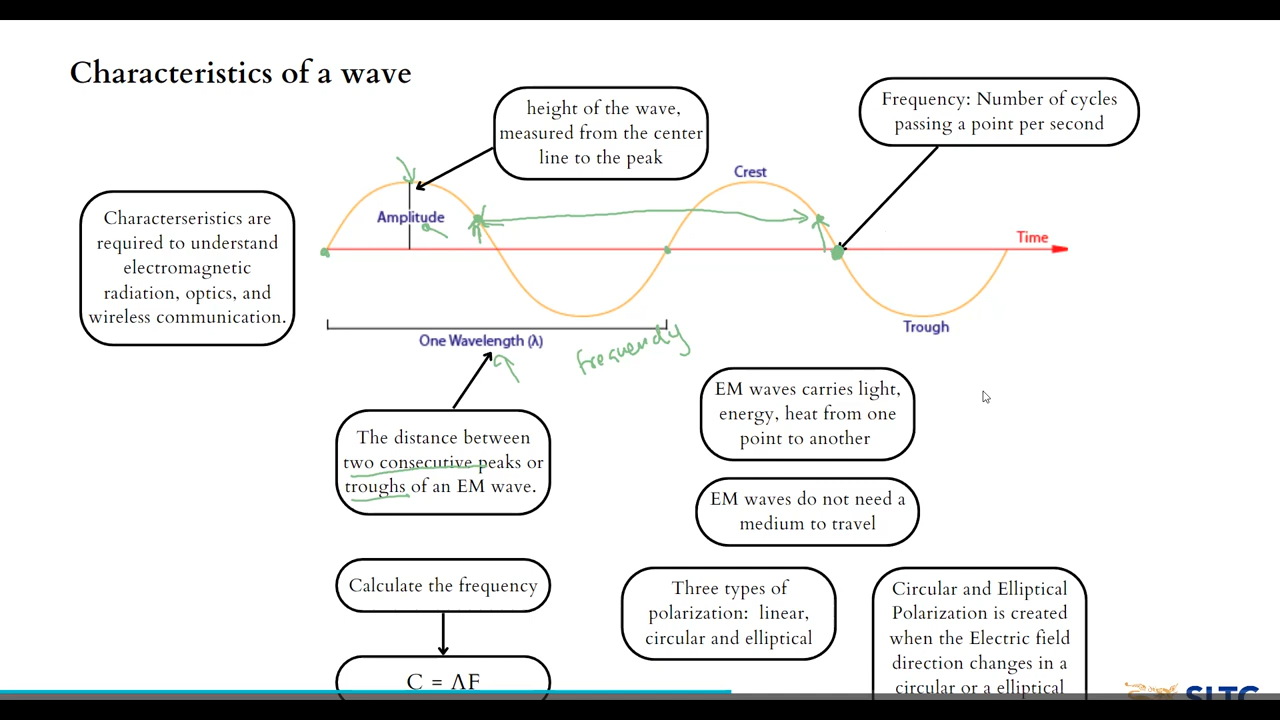 Characteristics of a wave
height of the wave,
measured from the center
line to the peak
Frequency: Number of cycles
passing a point per second
Crest
Characterseristics are
required to understand
electromagnetic
radiation, optics, and
wireless communication.
Amplitude
Time
One Wavelength (λ)
frequendy
Trough
The distance between
two consecutive peaks or
troughs of an EM wave.
EM waves carries light,
energy, heat from one
point to another
EM waves do not need a
medium to travel
Calculate the frequency
C = ΛF
Three types of
polarization:  linear,
circular and elliptical
Circular and Elliptical
Polarization is created
when the Electric field
direction changes in a
circular or a elliptical
SLTC